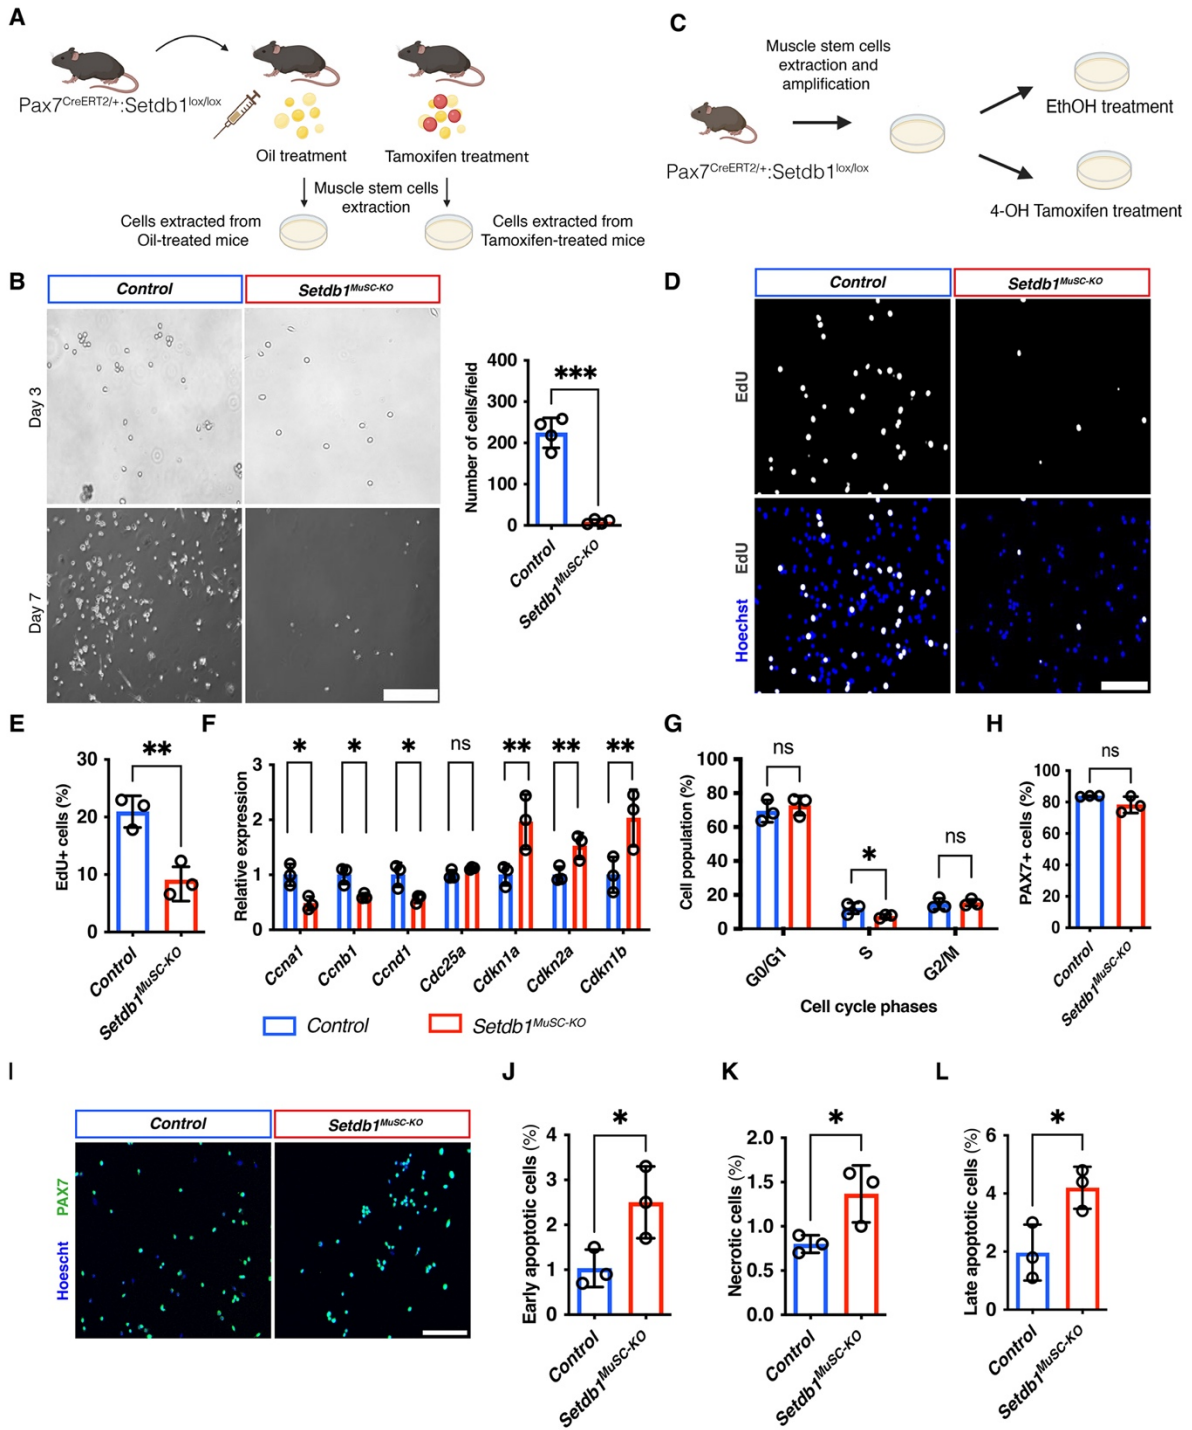 A
Pax7CreERT2/+:Setdb1lox/lox
Oil treatment
Tamoxifen treatment
Muscle stem cells
extraction
Cells extracted from
Oil-treated mice
Cells extracted from
Tamoxifen-treated mice
C
Muscle stem cells
extraction and
amplification
Pax7CreERT2/+:Setdb1lox/lox
EthOH treatment
4-OH Tamoxifen treatment
B
Control
Setdb1MuSC-KO
Day 3
Day 7
Number of cells/field
400
300
200
100
0
***
Control
Setdb1MuSC-KO
D
Control
Setdb1MuSC-KO
EdU
Hoechst EdU
E
EdU+ cells (%)
30
20
10
0
**
Control
Setdb1MuSC-KO
F
Relative expression
3
2
1
0
* * * ns ** ** **
Ccna1 Ccnb1 Ccnd1 Cdc25a Cdkn1a Cdkn2a Cdkn1b
Control
Setdb1MuSC-KO
G
Cell population (%)
100
80
60
40
20
0
ns
*
ns
G0/G1 S G2/M
Cell cycle phases
H
PAX7+ cells (%)
100
80
60
40
20
0
ns
Control
Setdb1MuSC-KO
I
Control
Setdb1MuSC-KO
Hoescht PAX7
J
Early apoptotic cells (%)
4
3
2
1
0
*
Control
Setdb1MuSC-KO
K
Necrotic cells (%)
2.0
1.5
1.0
0.5
0.0
*
Control
Setdb1MuSC-KO
L
Late apoptotic cells (%)
6
4
2
0
*
Control
Setdb1MuSC-KO